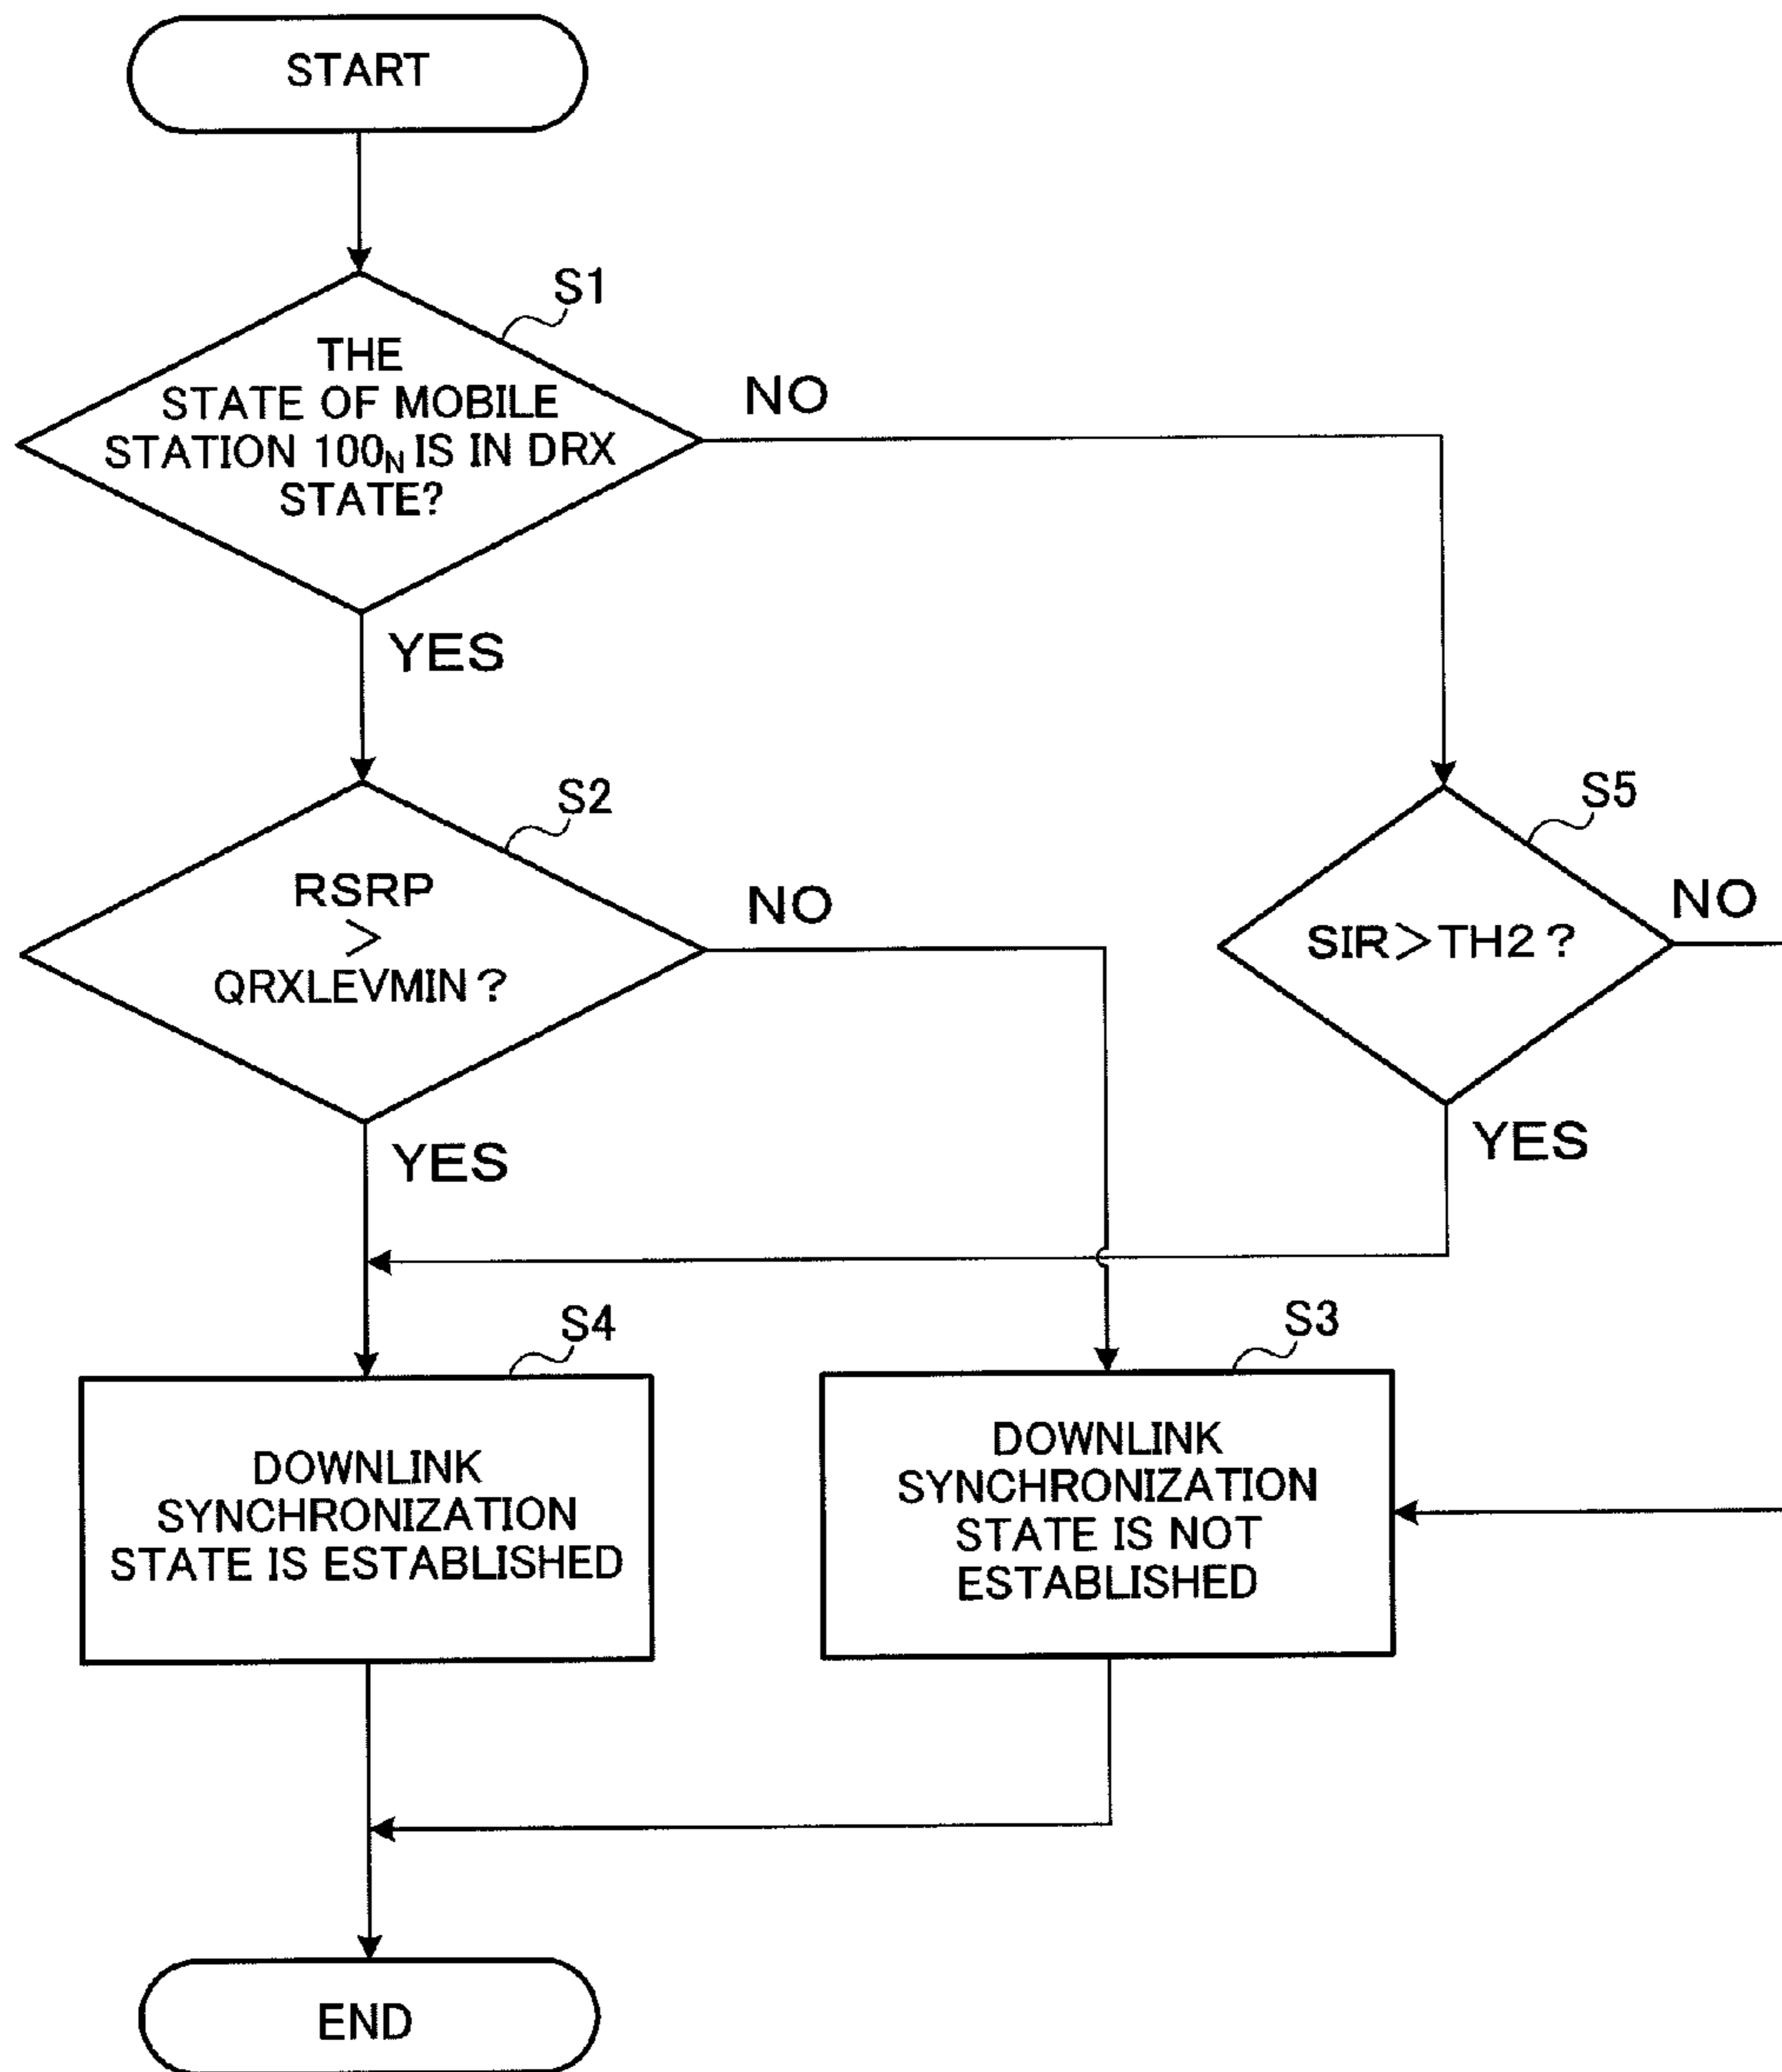 START
S1
THE
STATE OF MOBILE
STATION 100N IS IN DRX
STATE?
NO
YES
S2
RSRP
>
QRXLEVMIN?
NO
YES
S5
SIR>TH2?
NO
YES
S4
DOWNLINK
SYNCHRONIZATION
STATE IS ESTABLISHED
S3
DOWNLINK
SYNCHRONIZATION
STATE IS NOT
ESTABLISHED
END